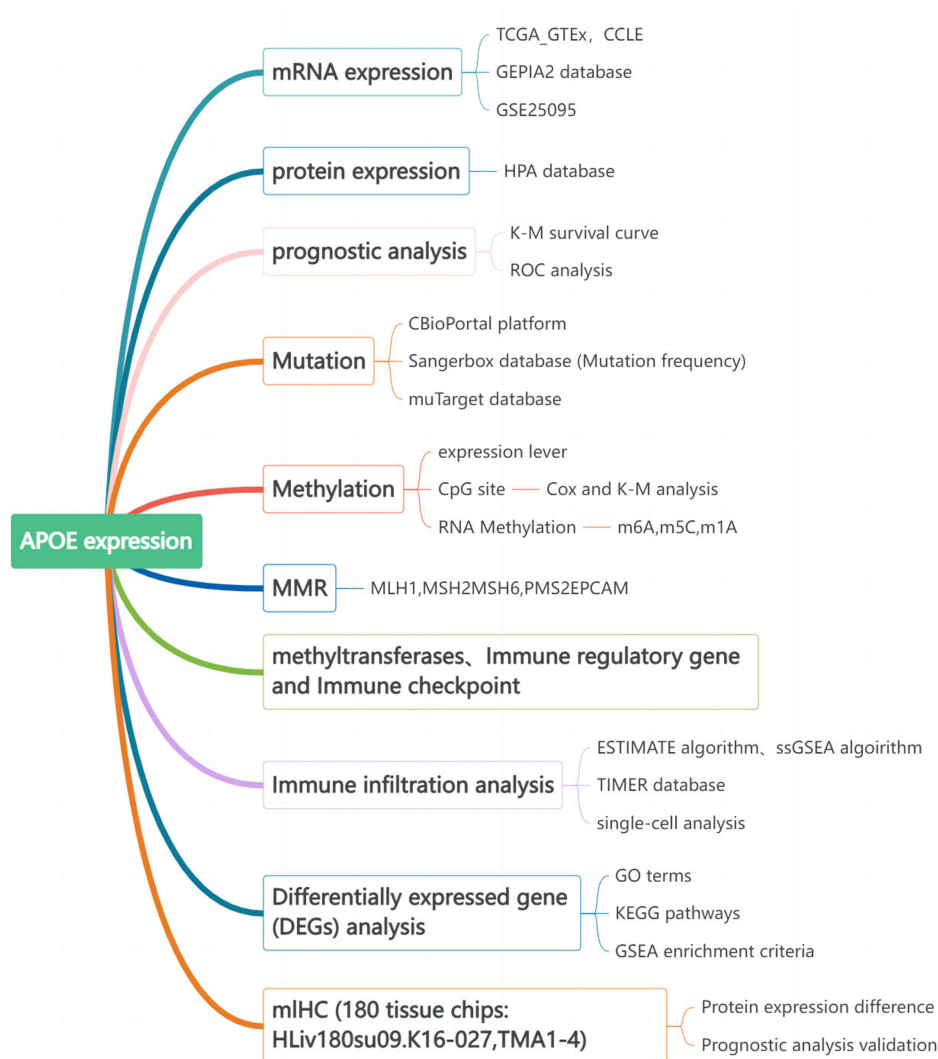 TCGA_GTEx，CCLE
mRNA expression
GEPIA2 database
GSE25095
protein expression
HPA database
prognostic analysis
K-M survival curve
ROC analysis
Mutation
CBioPortal platform
Sangerbox database (Mutation frequency)
muTarget database
Methylation
expression lever
CpG site
Cox and K-M analysis
RNA Methylation
m6A,m5C,m1A
APOE expression
MMR
MLH1,MSH2MSH6,PMS2EPCAM
methyltransferases、Immune regulatory gene
and Immune checkpoint
Immune infiltration analysis
ESTIMATE algorithm、ssGSEA algoirithm
TIMER database
single-cell analysis
Differentially expressed gene
(DEGs) analysis
GO terms
KEGG pathways
GSEA enrichment criteria
mIHC (180 tissue chips:
HLiv180su09.K16-027,TMA1-4)
Protein expression difference
Prognostic analysis validation